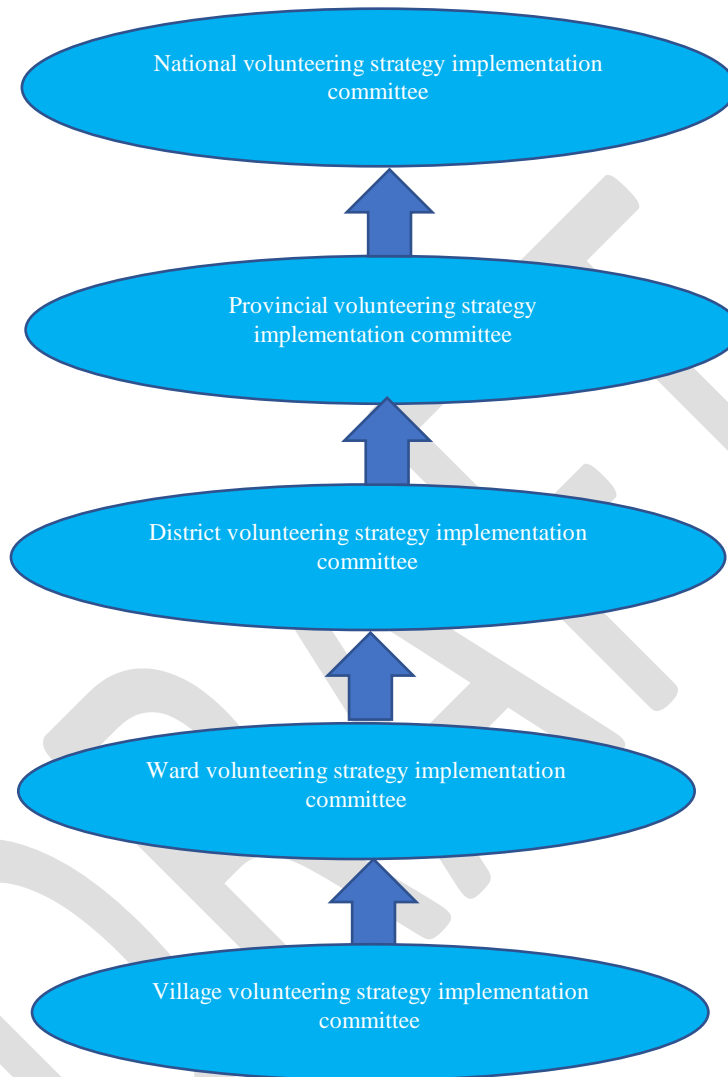 National volunteering strategy implementation
committee
Provincial volunteering strategy
implementation committee
District volunteering strategy implementation
committee
Ward volunteering strategy implementation
committee
Village volunteering strategy implementation
committee
DRAFT